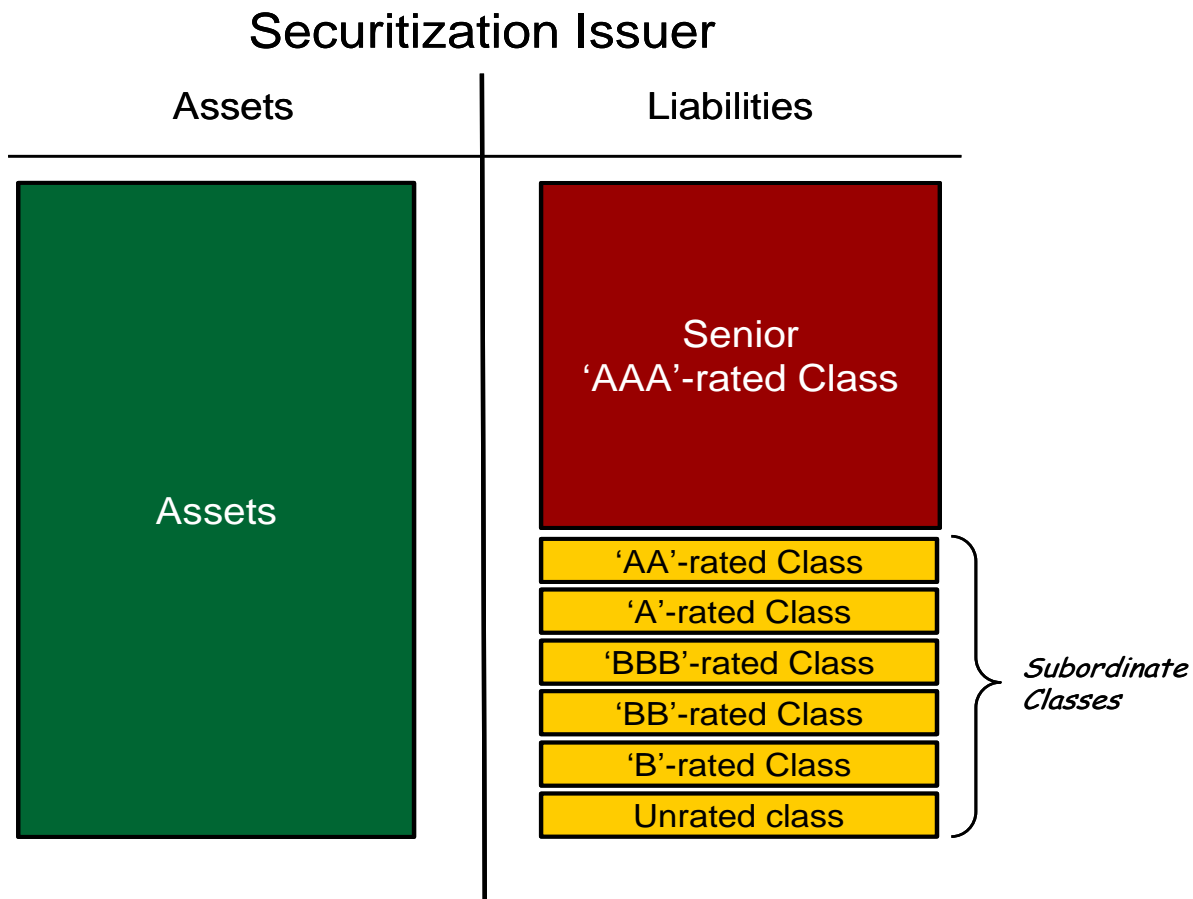 Securitization Issuer
Assets
Liabilities
Assets
Senior
‘AAA’-rated Class
‘AA’-rated Class
‘A’-rated Class
‘BBB’-rated Class
‘BB’-rated Class
‘B’-rated Class
Unrated class
Subordinate
Classes